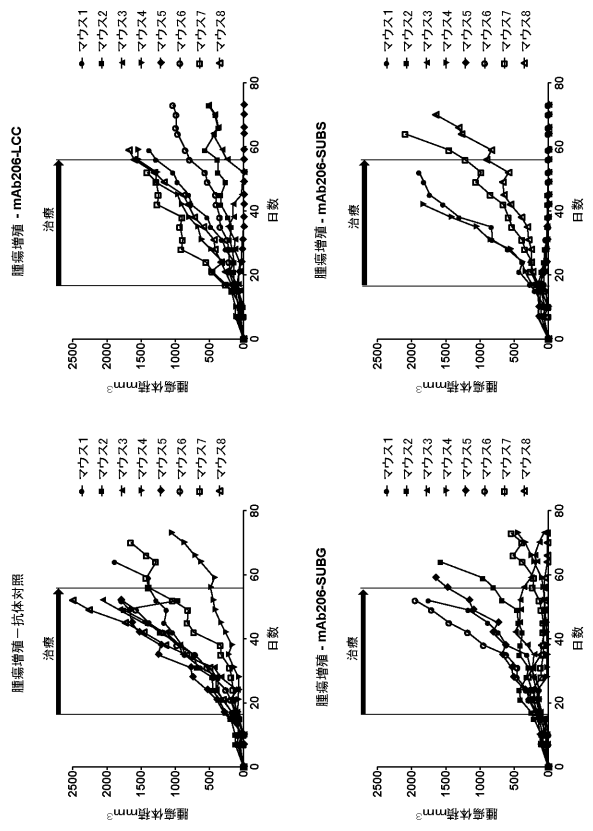 腫瘍増殖ー抗体対照
治療
腫瘍体積mm³
2500
2000
1500
1000
500
0
0
20
40
60
80
日数
マウス1
マウス2
マウス3
マウス4
マウス5
マウス6
マウス7
マウス8
腫瘍増殖 - mAb206-LCC
治療
腫瘍体積mm³
2500
2000
1500
1000
500
0
0
20
40
60
80
日数
マウス1
マウス2
マウス3
マウス4
マウス5
マウス6
マウス7
マウス8
腫瘍増殖 - mAb206-SUBG
治療
腫瘍体積mm³
2500
2000
1500
1000
500
0
0
20
40
60
80
日数
マウス1
マウス2
マウス3
マウス4
マウス5
マウス6
マウス7
マウス8
腫瘍増殖 - mAb206-SUBS
治療
腫瘍体積mm³
2500
2000
1500
1000
500
0
0
20
40
60
80
日数
マウス1
マウス2
マウス3
マウス4
マウス5
マウス6
マウス7
マウス8